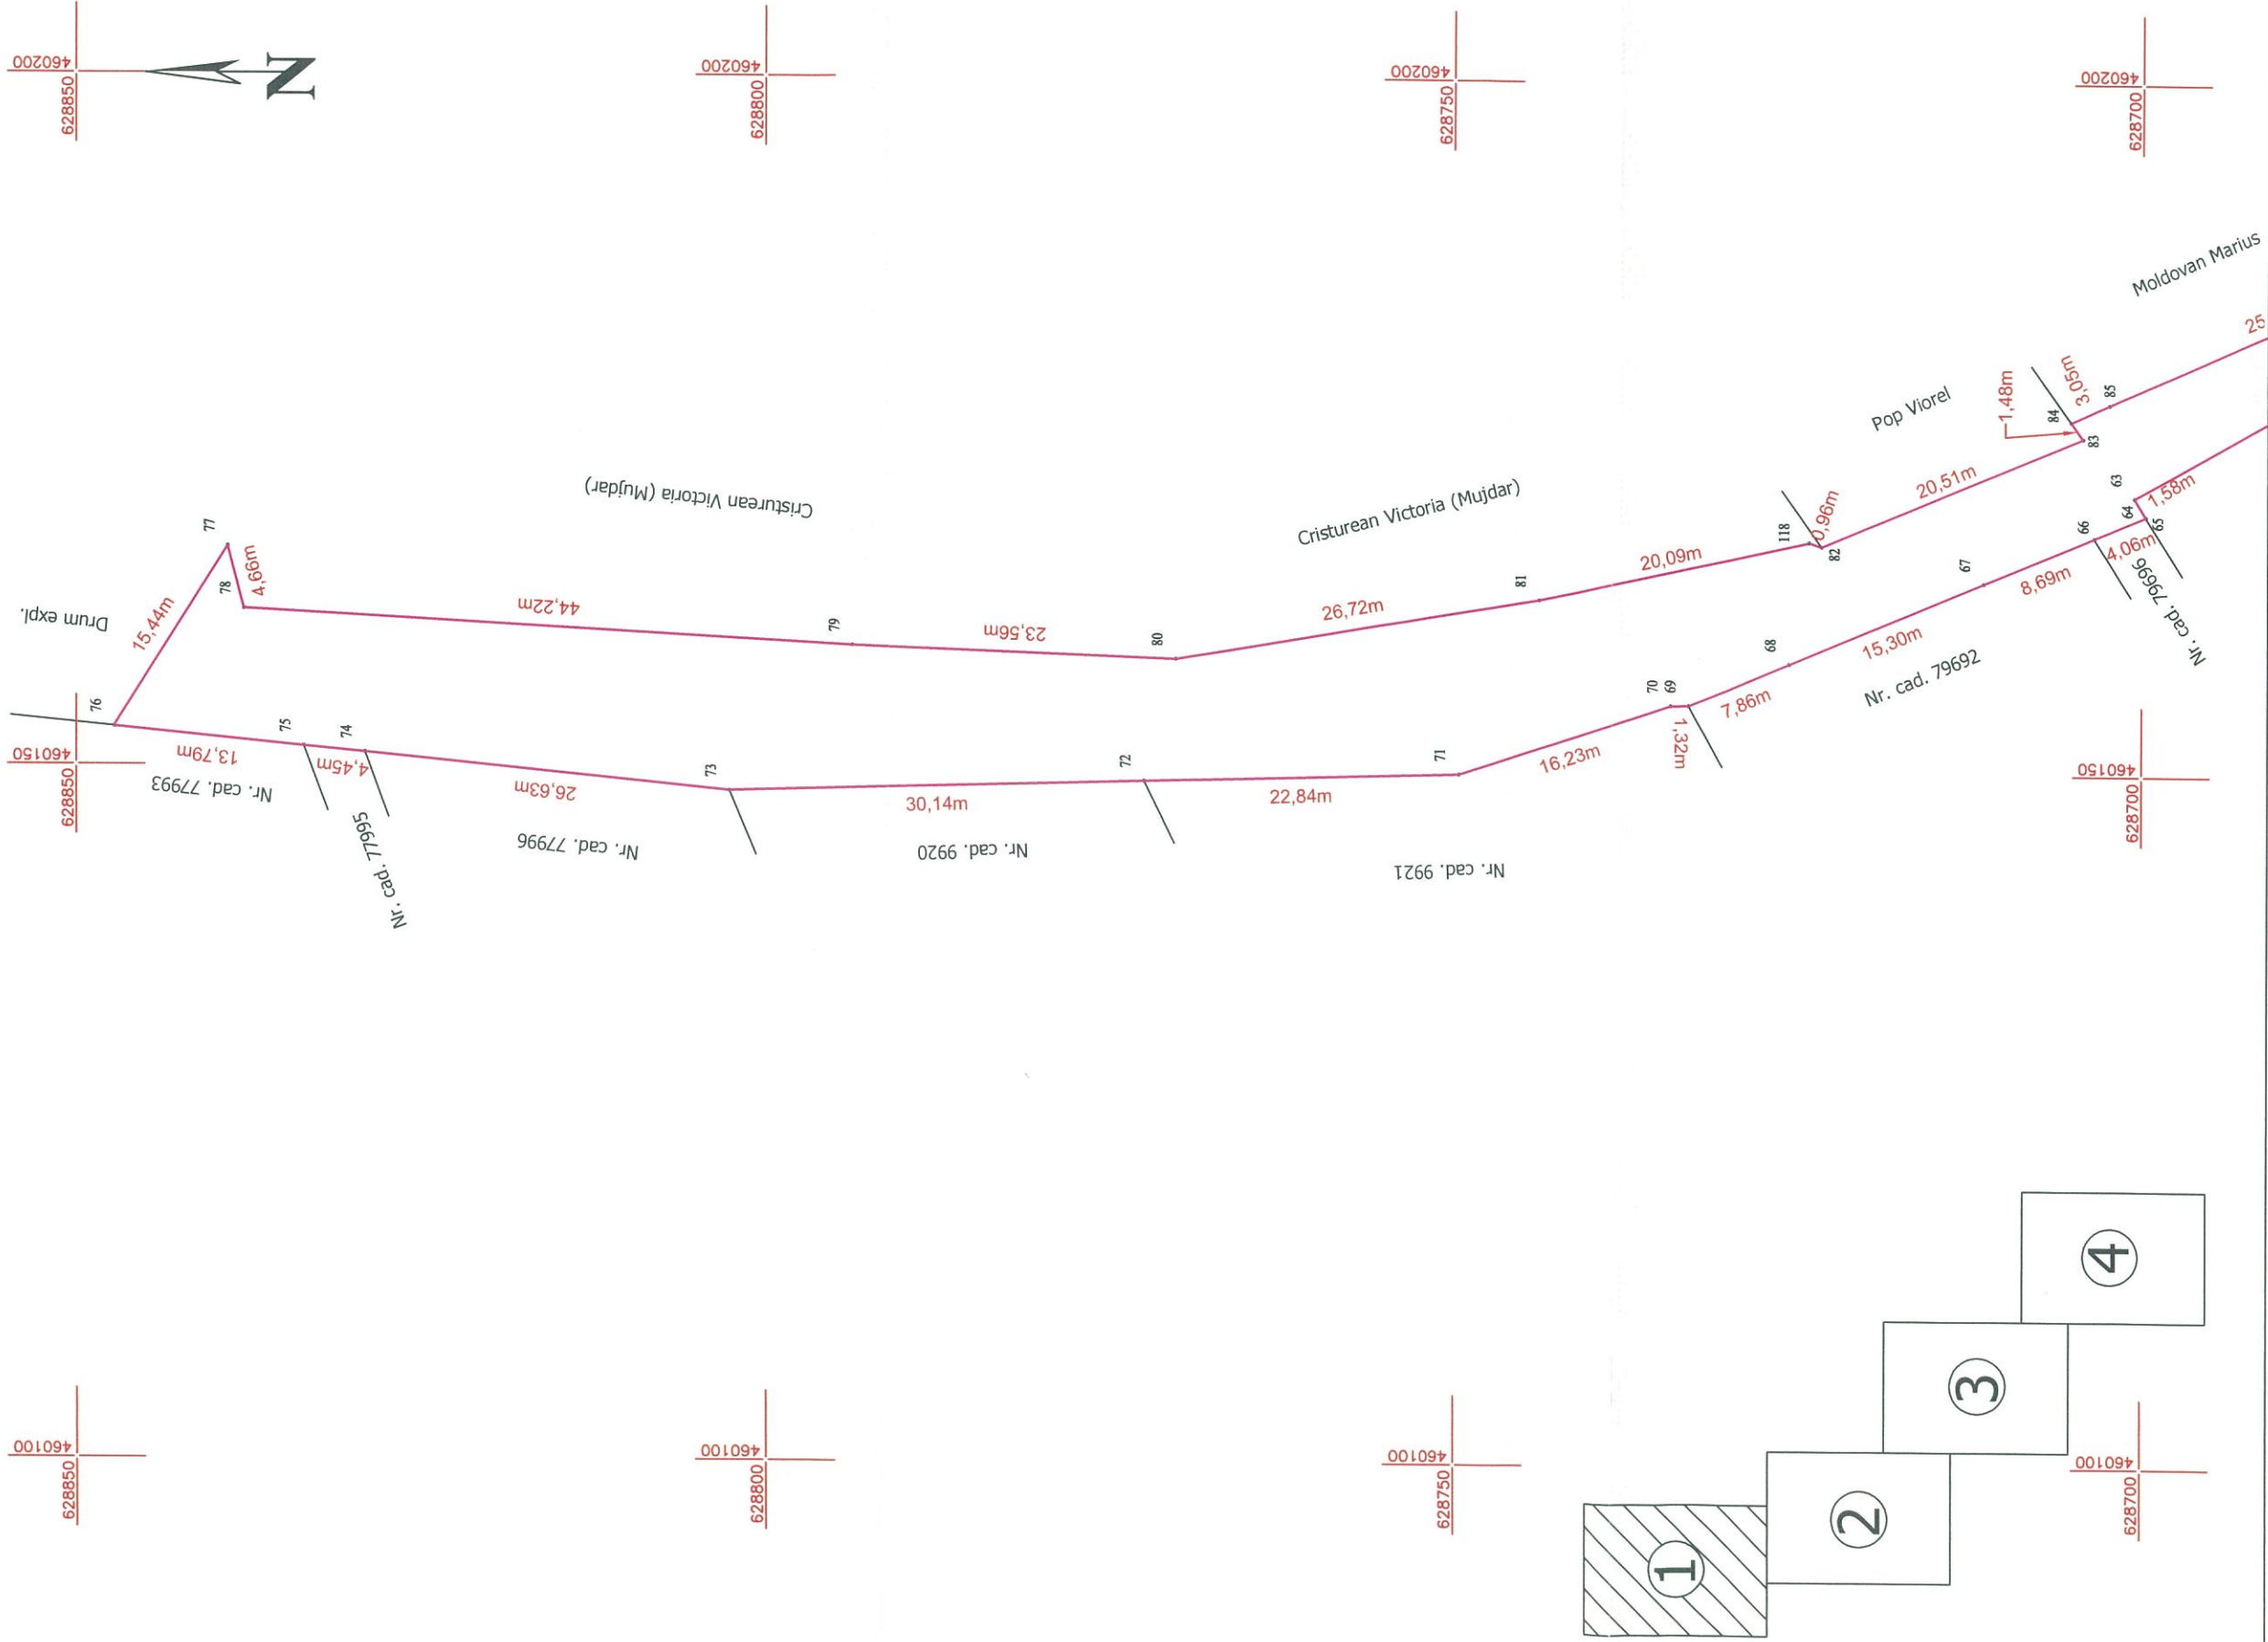 460200
628850
N
460200
628800
460200
628750
460200
628700
Moldovan Marius
25
3,05m
85
84
1,48m
83
Pop Viorel
20,51m
63
1,58m
64
65
66
4,06m
Nr. cad. 79696
Cristurean Victoria (Mujdar)
Cristurean Victoria (Mujdar)
77
78
4,66m
15,44m
Drum expl.
44,22m
79
23,56m
80
26,72m
81
20,09m
118
0,96m
82
67
8,69m
68
15,30m
Nr. cad. 79692
70
69
7,86m
1,32m
76
75
74
13,79m
4,45m
Nr. cad. 77993
Nr. cad. 77995
26,63m
Nr. cad. 77996
73
30,14m
Nr. cad. 9920
72
22,84m
Nr. cad. 9921
71
16,23m
460150
628850
460150
628700
460100
628850
460100
628800
460100
628750
460100
628700
1
2
3
4